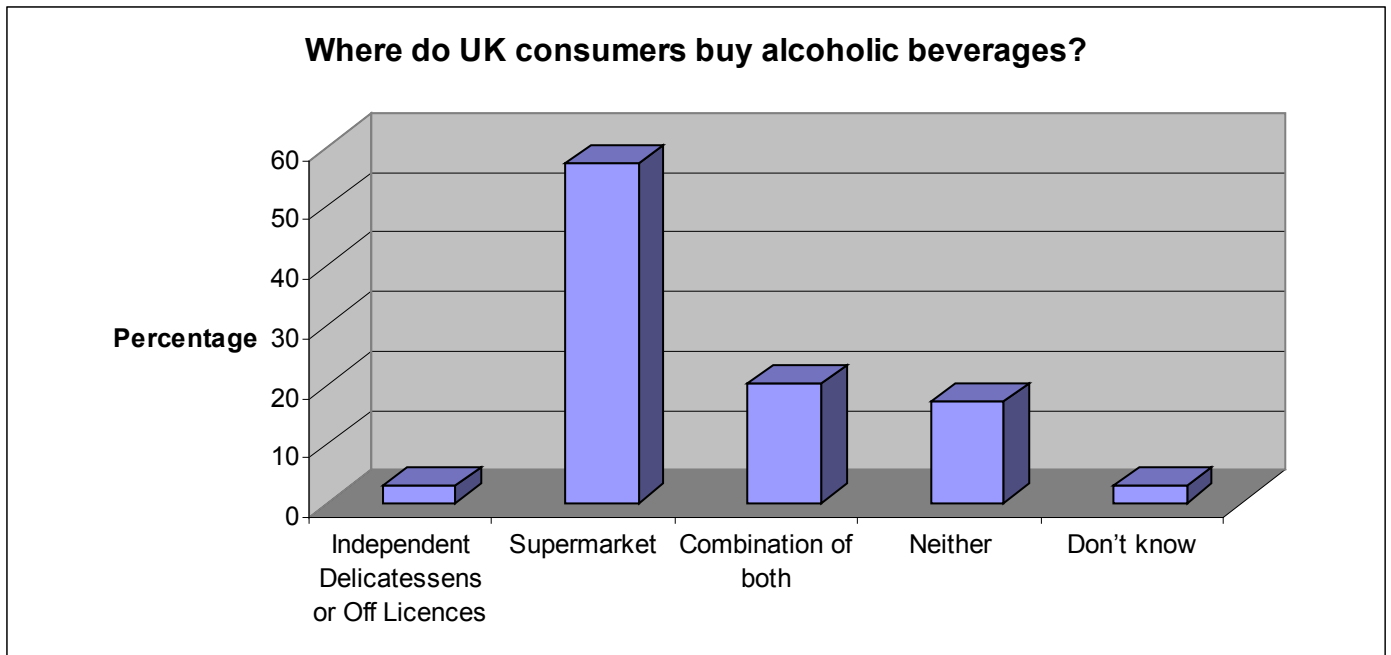 Where do UK consumers buy alcoholic beverages?
60
50
40
30
20
10
0
Percentage
Independent
Delicatessens
or Off Licences
Supermarket
Combination of
both
Neither
Don’t know